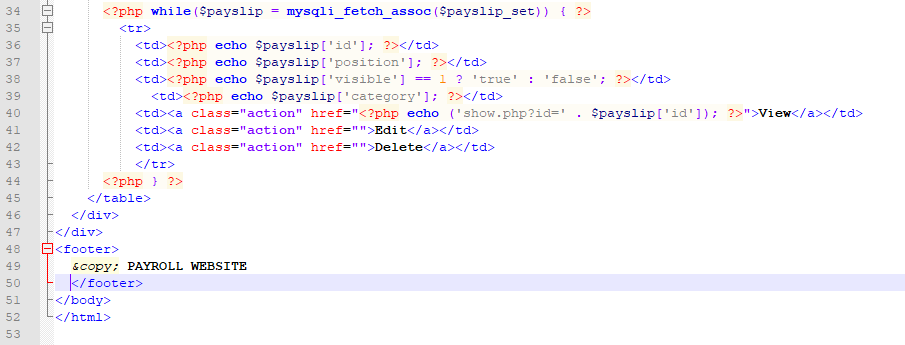 34 <?php while($payslip = mysqli_fetch_assoc($payslip_set)) { ?>
35 <tr>
36 <td><?php echo $payslip['id']; ?></td>
37 <td><?php echo $payslip['position']; ?></td>
38 <td><?php echo $payslip['visible'] == 1 ? 'true' : 'false'; ?></td>
39 <td><?php echo $payslip['category']; ?></td>
40 <td><a class="action" href="<?php echo ('show.php?id=' . $payslip['id']); ?>">View</a></td>
41 <td><a class="action" href="">Edit</a></td>
42 <td><a class="action" href="">Delete</a></td>
43 </tr>
44 <?php } ?>
45 </table>
46 </div>
47 </div>
48 <footer>
49 &copy; PAYROLL WEBSITE
50 </footer>
51 </body>
52 </html>
53